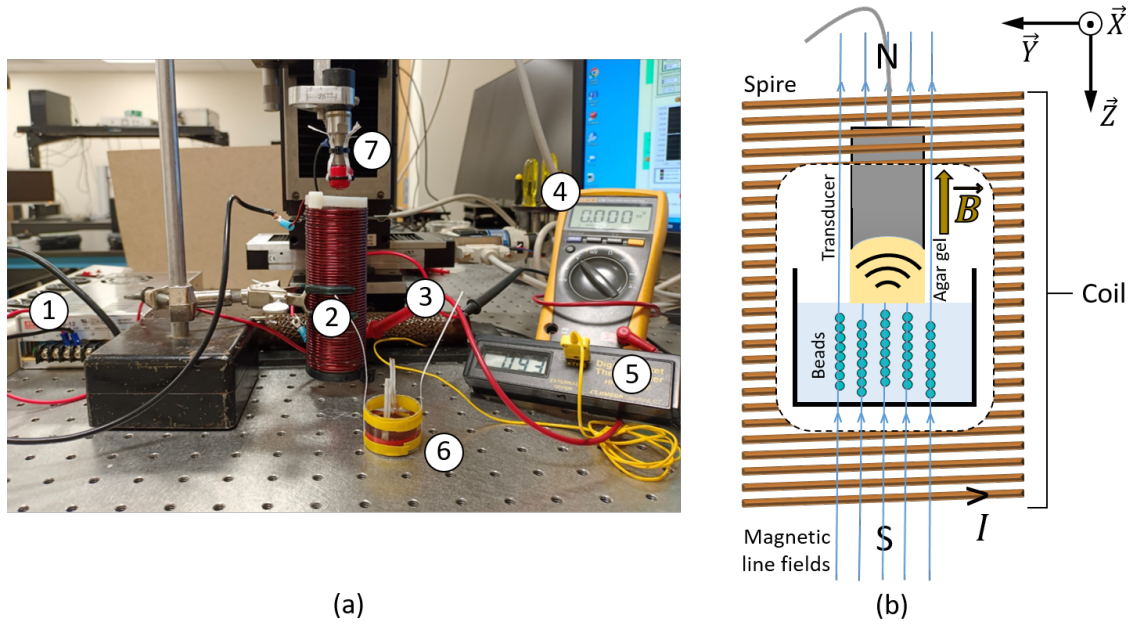 1
2
3
4
5
6
7
0.000
(a)
N
Spire
Transducer
Agar gel
Beads
B
Y
X
Z
Coil
I
S
Magnetic
line fields
(b)